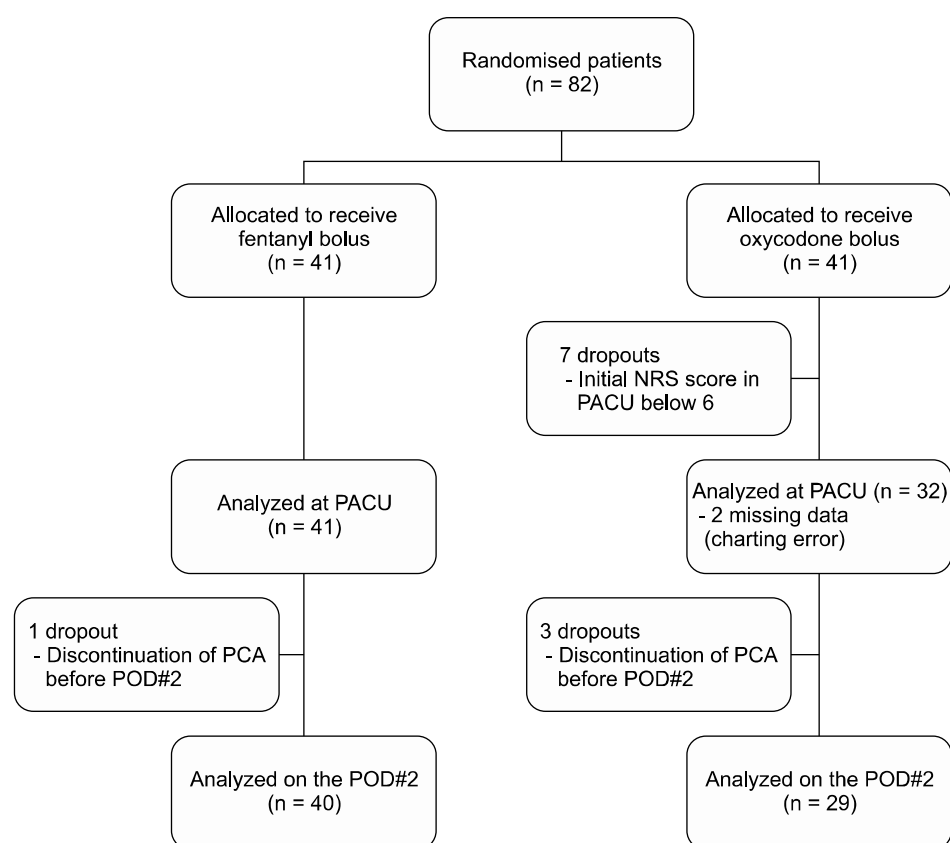 Randomised patients
(n = 82)
Allocated to receive
fentanyl bolus
(n = 41)
Allocated to receive
oxycodone bolus
(n = 41)
7 dropouts
- Initial NRS score in
PACU below 6
Analyzed at PACU
(n = 41)
Analyzed at PACU (n = 32)
- 2 missing data
(charting error)
1 dropout
- Discontinuation of PCA
before POD#2
3 dropouts
- Discontinuation of PCA
before POD#2
Analyzed on the POD#2
(n = 40)
Analyzed on the POD#2
(n = 29)